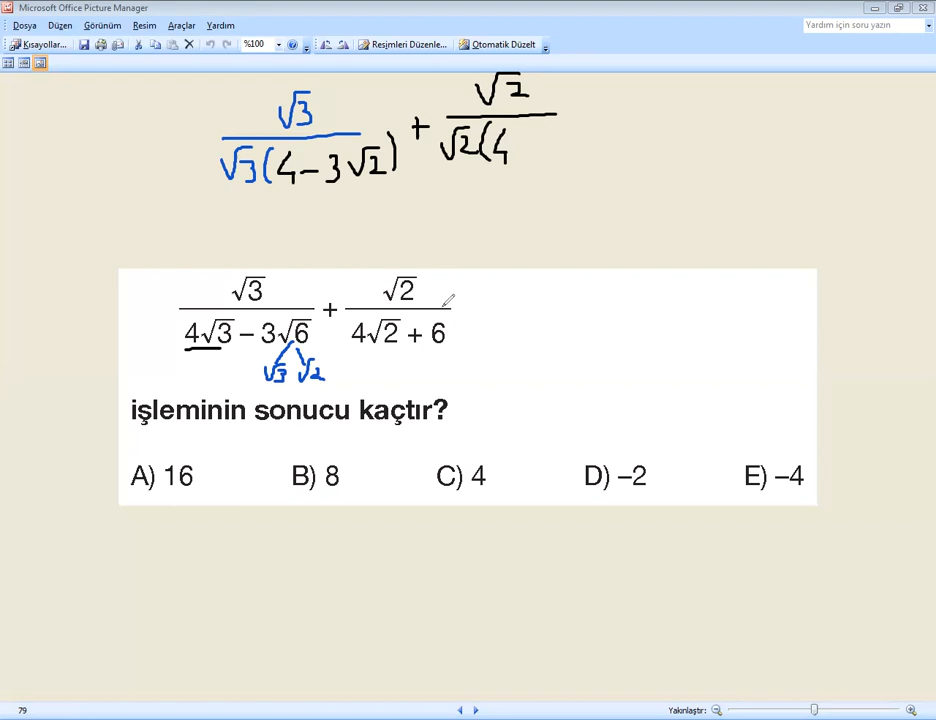 Microsoft Office Picture Manager
Dosya Düzen Görünüm Resim Araçlar Yardım
Yardım için soru yazın
Kısayollar... %100 Resimleri Düzenle... Otomatik Düzelt
√3 / √3(4-3√2) + √2 / √2(4
√3 / 4√3 – 3√6 + √2 / 4√2 + 6
√3 √2
işleminin sonucu kaçtır?
A) 16 B) 8 C) 4 D) –2 E) –4
79 Yakınlaştır: